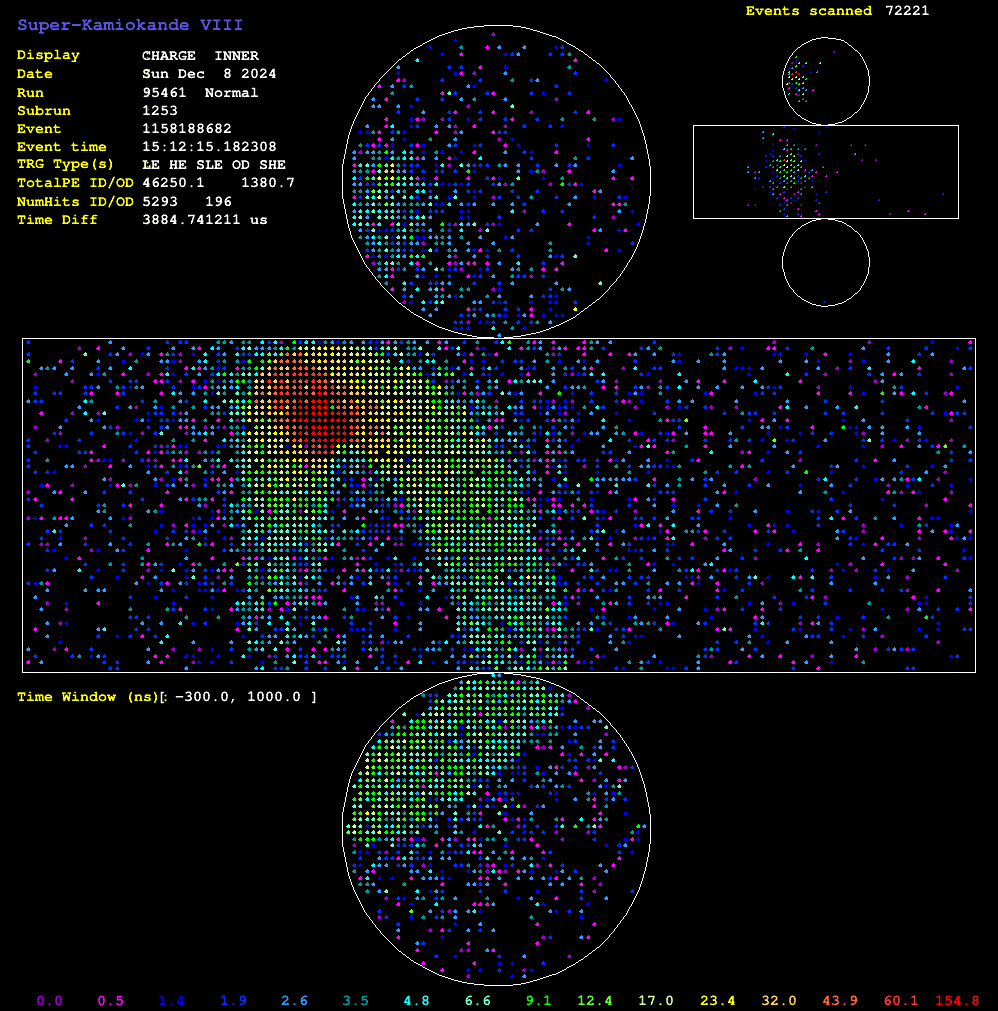 Super-Kamiokande VIII
Events scanned 72221
Display CHARGE INNER
Date Sun Dec 8 2024
Run 95461 Normal
Subrun 1253
Event 1158188682
Event time 15:12:15.182308
TRG Type(s) LE HE SLE OD SHE
TotalPE ID/OD 46250.1 1380.7
NumHits ID/OD 5293 196
Time Diff 3884.741211 us
Time Window (ns)[: -300.0, 1000.0 ]
0.0 0.5 1.4 1.9 2.6 3.5 4.8 6.6 9.1 12.4 17.0 23.4 32.0 43.9 60.1 154.8